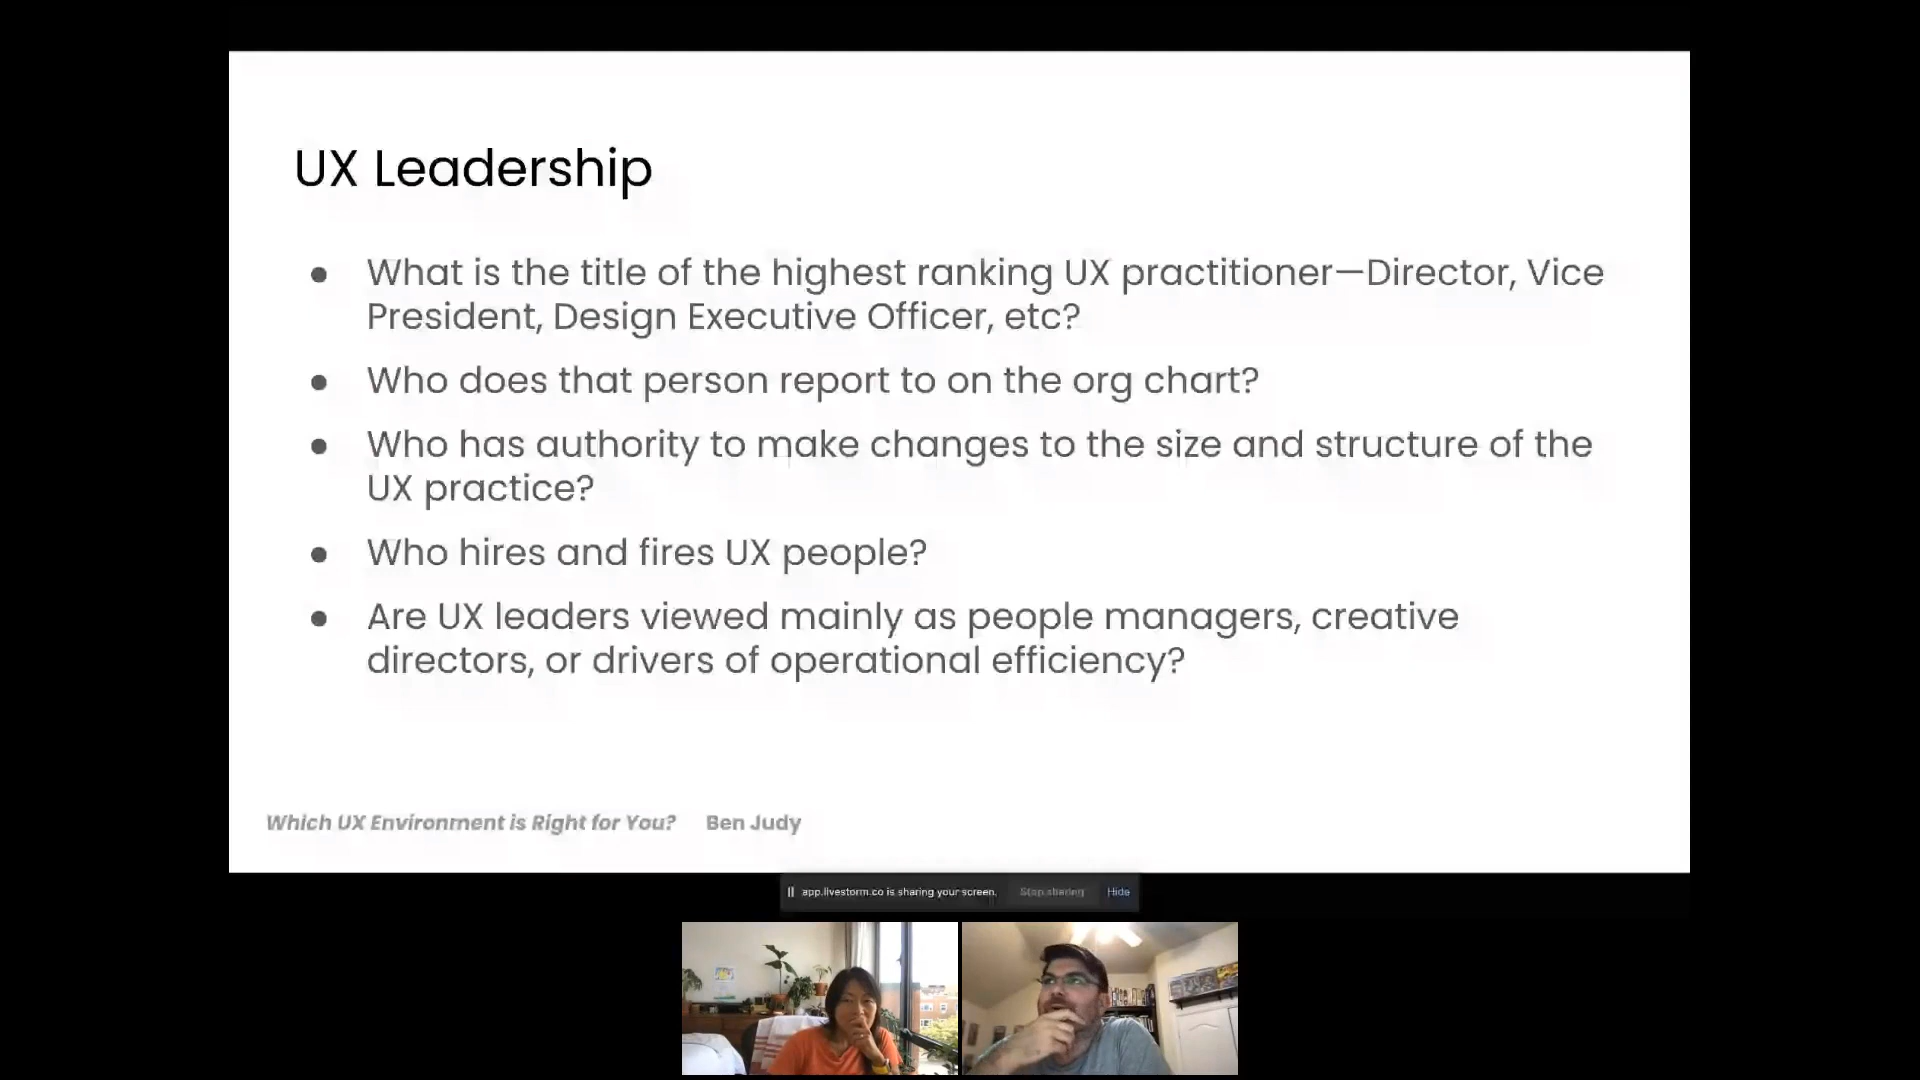 UX Leadership
● What is the title of the highest ranking UX practitioner—Director, Vice
President, Design Executive Officer, etc?
● Who does that person report to on the org chart?
● Who has authority to make changes to the size and structure of the
UX practice?
● Who hires and fires UX people?
● Are UX leaders viewed mainly as people managers, creative
directors, or drivers of operational efficiency?
Which UX Environment is Right for You? Ben Judy
app.livestorm.co is sharing your screen. Stop sharing Hide